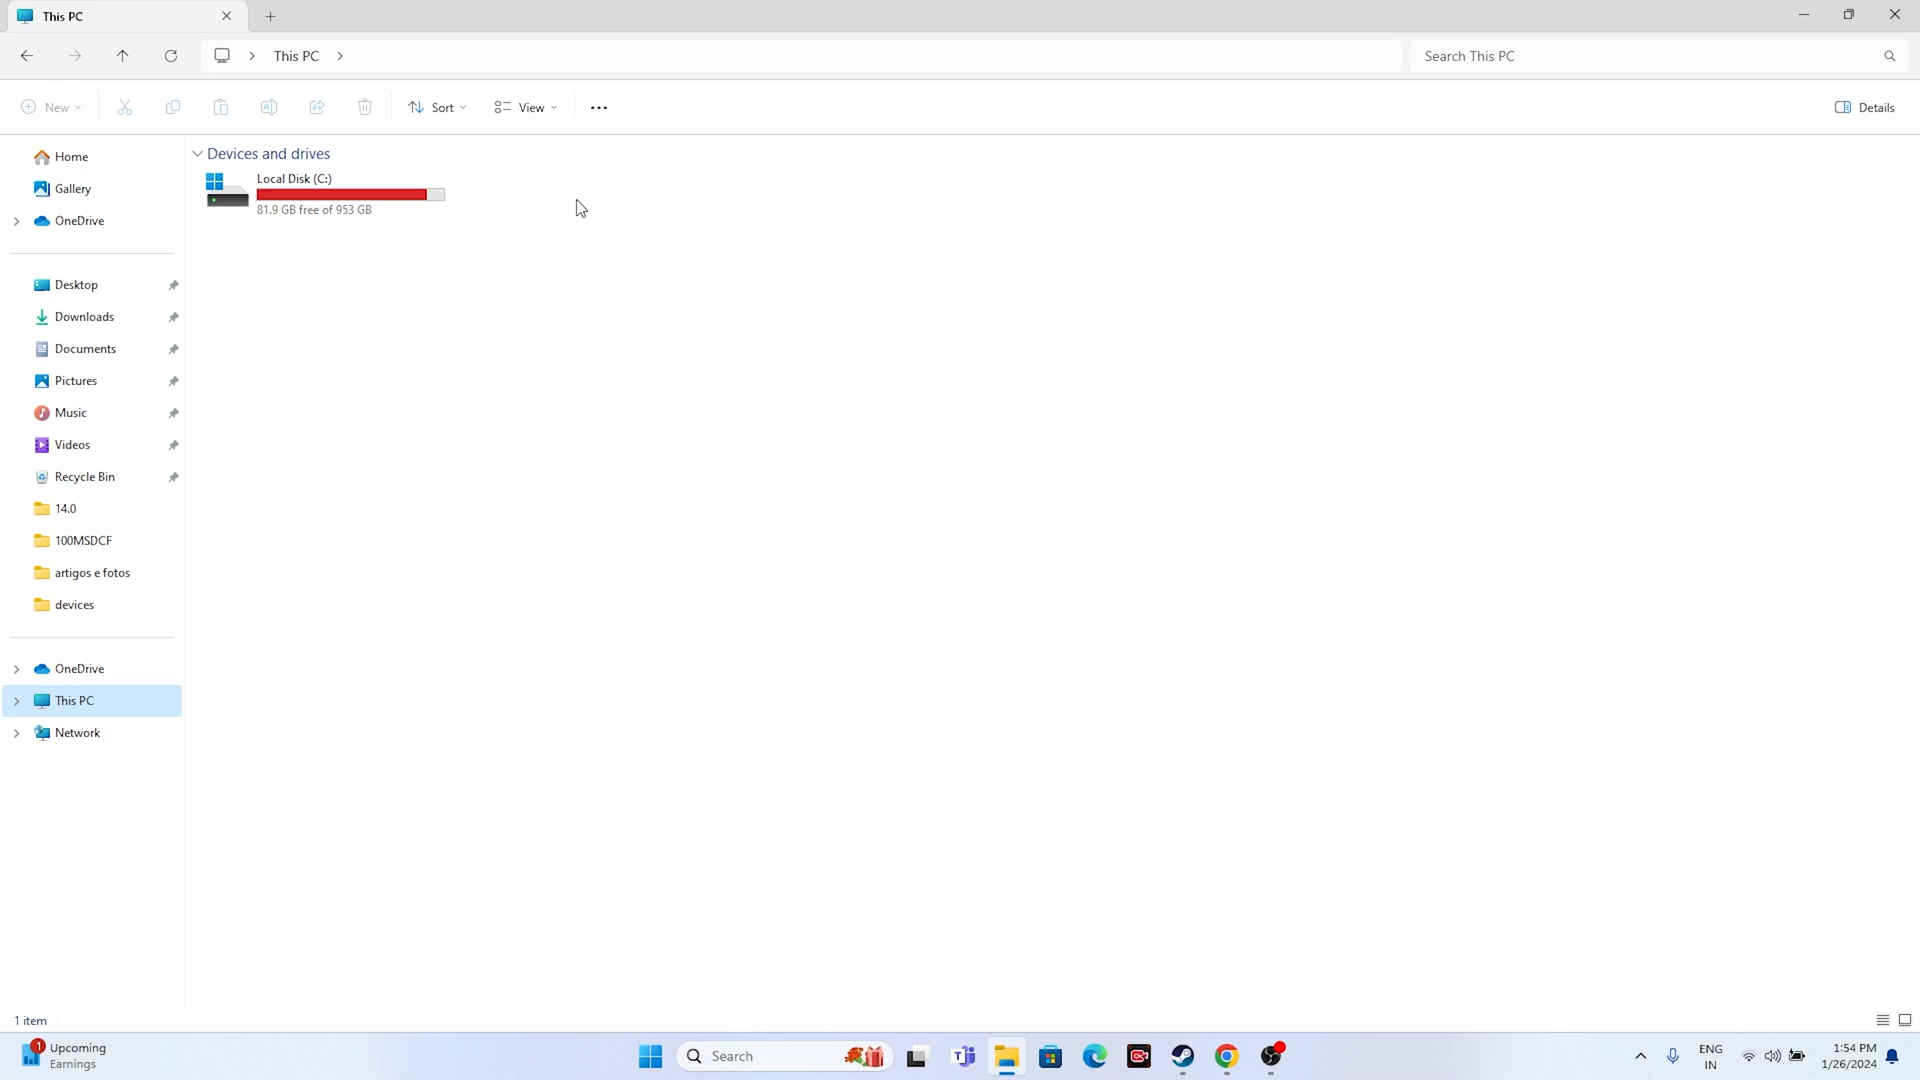 This PC
This PC
Search This PC
New
Sort
View
Details
Home
Gallery
OneDrive
Desktop
Downloads
Documents
Pictures
Music
Videos
Recycle Bin
14.0
100MSDCF
artigos e fotos
devices
OneDrive
This PC
Network
Devices and drives
Local Disk (C:)
81.9 GB free of 953 GB
1 item
1
Upcoming
Earnings
Search
ENG
IN
1:54 PM
1/26/2024